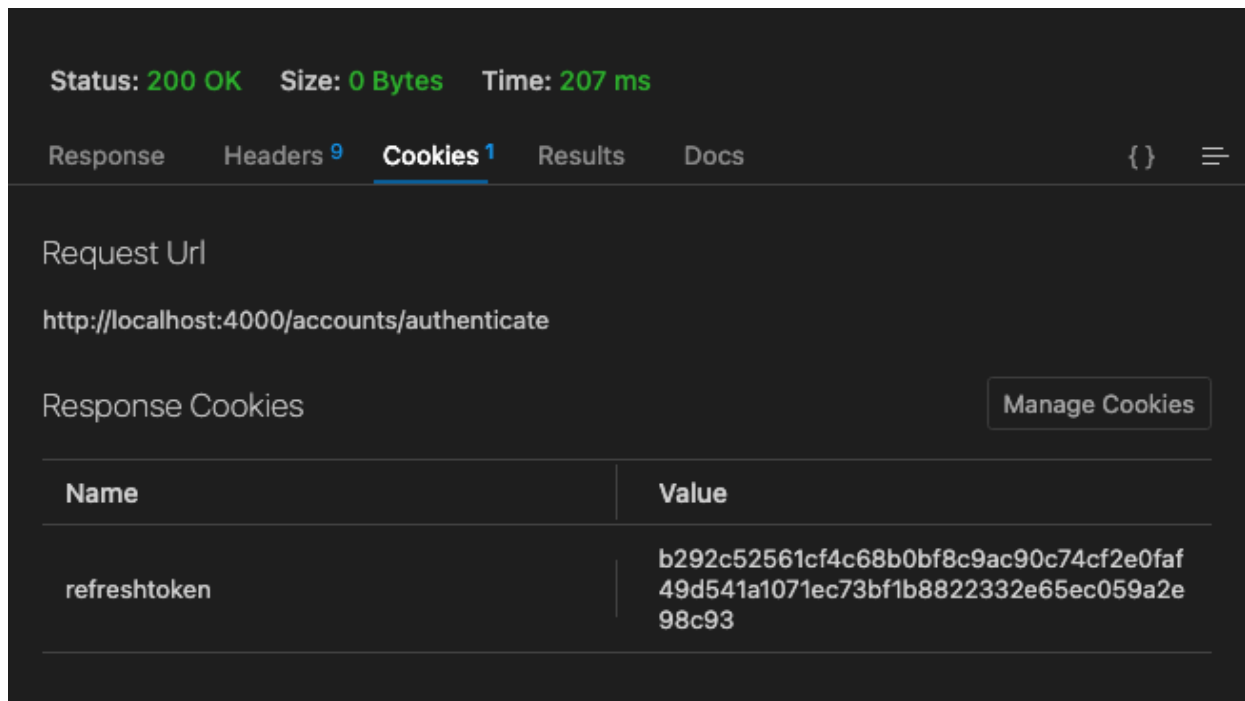 Status: 200 OK Size: 0 Bytes Time: 207 ms
Response Headers 9 Cookies 1 Results Docs { }
Request Url
http://localhost:4000/accounts/authenticate
Response Cookies Manage Cookies
Name Value
refreshtoken
b292c52561cf4c68b0bf8c9ac90c74cf2e0faf
49d541a1071ec73bf1b8822332e65ec059a2e
98c93